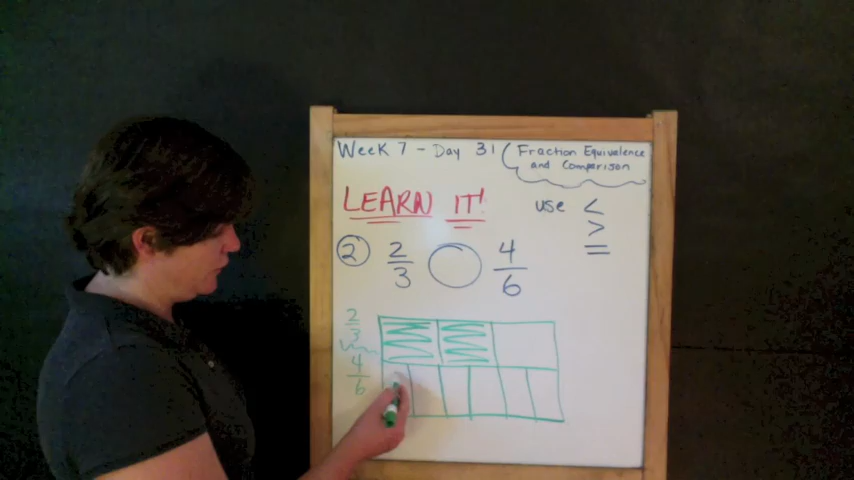 Week 7 - Day 31 Fraction Equivalence
and Comparison
LEARN IT!
use <
>
=
2 2/3 4/6
2/3
4/6